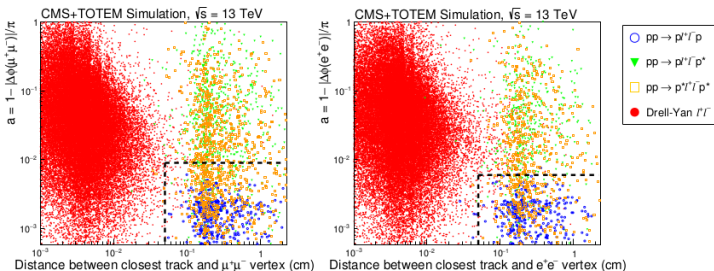 CMS+TOTEM Simulation, √s = 13 TeV
a = 1− |Δϕ(μ⁺μ⁻)|/π
1
10⁻¹
10⁻²
10⁻³
10⁻³ 10⁻² 10⁻¹ 1
Distance between closest track and μ⁺μ⁻ vertex (cm)
CMS+TOTEM Simulation, √s = 13 TeV
a = 1− |Δϕ(e⁺e⁻)|/π
1
10⁻¹
10⁻²
10⁻³
10⁻³ 10⁻² 10⁻¹ 1
Distance between closest track and e⁺e⁻ vertex (cm)
pp → pl⁺l⁻p
pp → pl⁺l⁻p*
pp → p*l⁺l⁻p*
Drell-Yan l⁺l⁻